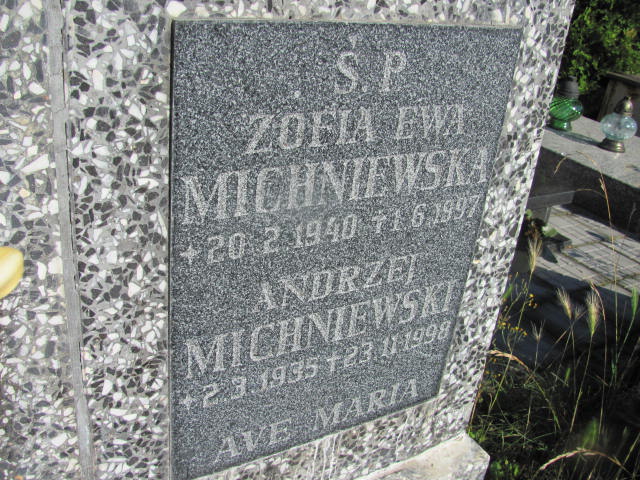 Ś. P.
ZOFIA EWA
MICHNIEWSKA
*20.2.1940 †1.6.1997
ANDRZEJ
MICHNIEWSKI
*2.3.1935 †23.11.1998
AVE MARIA